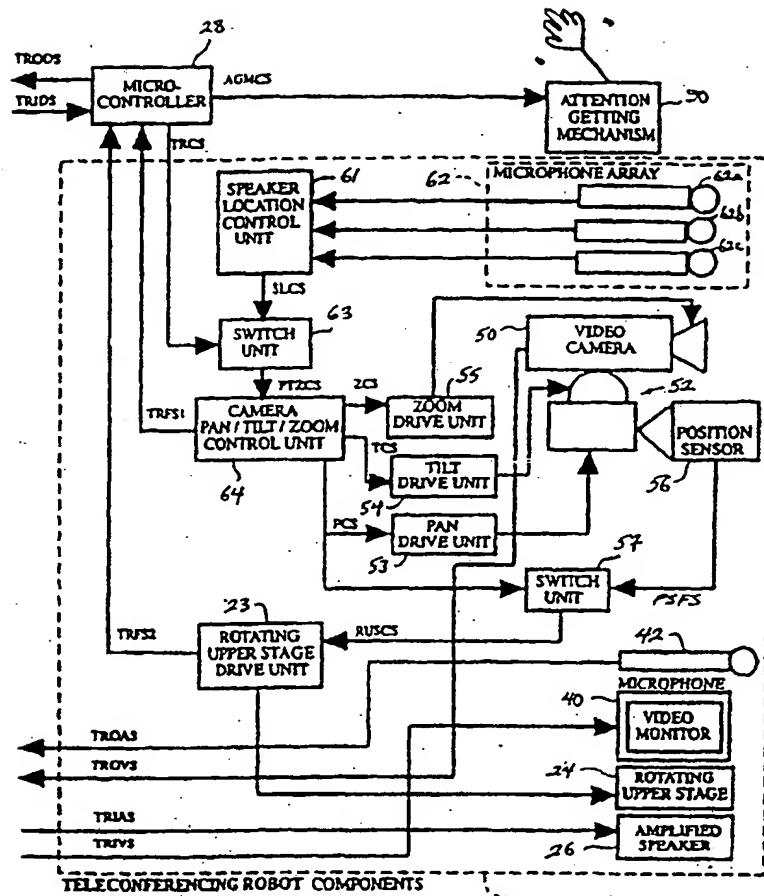 28
TRODS
MICRO-
CONTROLLER
AGMCS
TRIDS
ATTENTION
GETTING
MECHANISM
90
TRCS
61
SPEAKER
LOCATION
CONTROL
UNIT
62
MICROPHONE ARRAY
62a
62b
62c
SLCS
63
SWITCH
UNIT
50
VIDEO
CAMERA
PTZCS
ZCS
55
52
TRFS1
CAMERA
PAN / TILT / ZOOM
CONTROL UNIT
ZOOM
DRIVE UNIT
POSITION
SENSOR
56
TCS
64
TILT
DRIVE UNIT
54
PCS
PAN
DRIVE UNIT
53
57
SWITCH
UNIT
PSFS
23
TRFS2
ROTATING
UPPER STAGE
DRIVE UNIT
RUSCS
42
MICROPHONE
40
VIDEO
MONITOR
TROAS
TROVS
24
ROTATING
UPPER STAGE
TRIAS
26
AMPLIFIED
SPEAKER
TRIVS
TELECONFERENCING ROBOT COMPONENTS